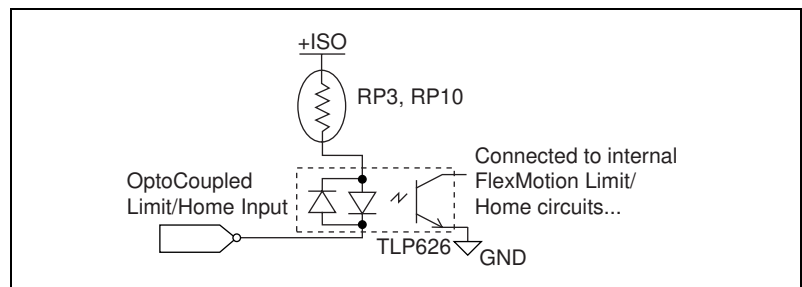 +ISO
RP3, RP10
Connected to internal
FlexMotion Limit/
Home circuits...
OptoCoupled
Limit/Home Input
TLP626
GND